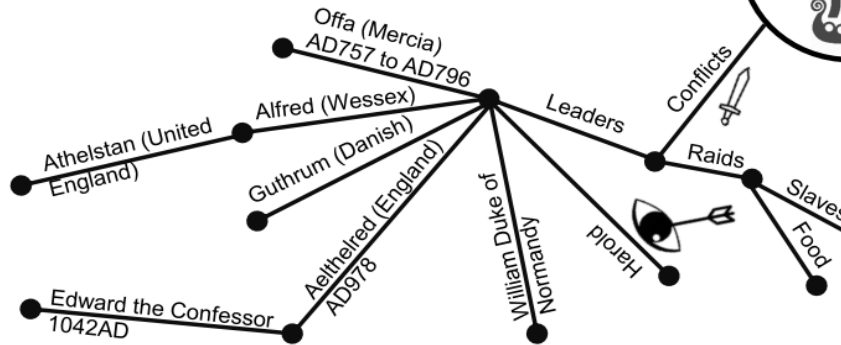 Offa (Mercia)
AD757 to AD796
Alfred (Wessex)
Athelstan (United
England)
Guthrum (Danish)
Aelthelred (England)
AD978
Edward the Confessor
1042AD
William Duke of
Normandy
Harold
Leaders
Conflicts
Raids
Slaves
Food